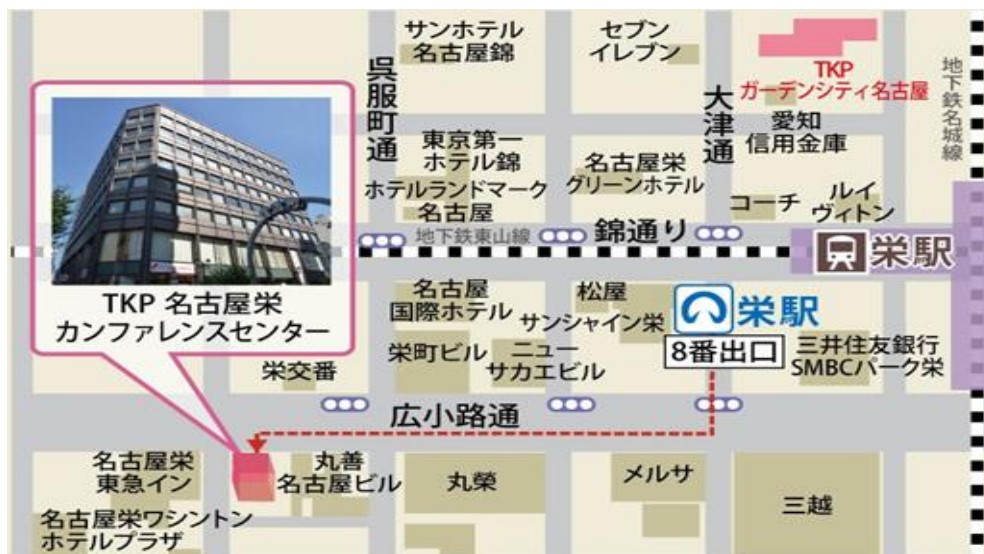 サンホテル
名古屋錦
セブン
イレブン
TKP
ガーデンシティ名古屋
地下鉄名城線
呉服町通
大津通
愛知
信用金庫
東京第一
ホテル錦
名古屋栄
グリーンホテル
ホテルランドマーク
名古屋
コーチ
ルイ
ヴィトン
地下鉄東山線
錦通り
栄駅
TKP 名古屋栄
カンファレンスセンター
名古屋
国際ホテル
松屋
サンシャイン栄
栄駅
8番出口
栄町ビル
ニュー
サカエビル
三井住友銀行
SMBCパーク栄
栄交番
広小路通
名古屋栄
東急イン
丸善
名古屋ビル
丸榮
メルサ
三越
名古屋栄ワシントン
ホテルプラザ